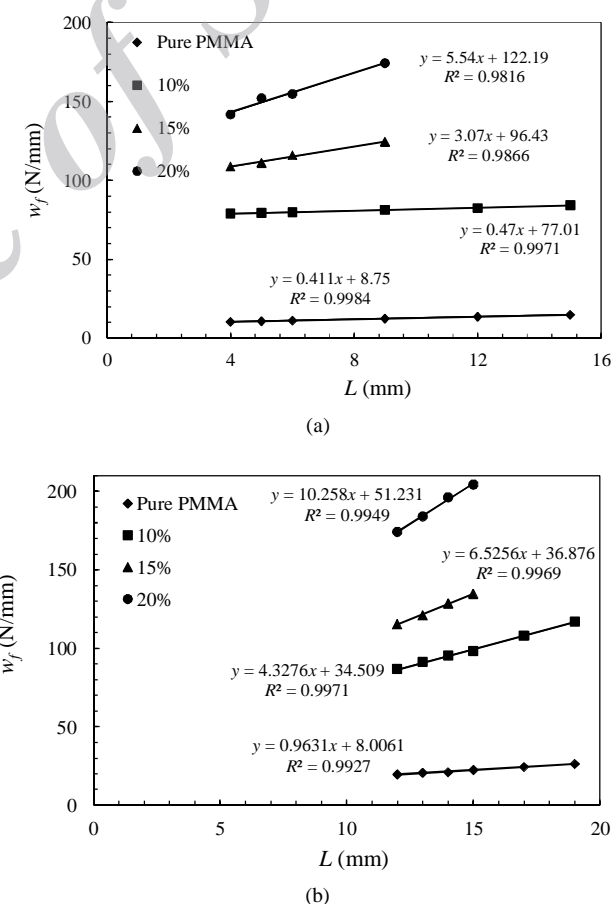 200
150
100
50
0
w_f (N/mm)
Pure PMMA
10%
15%
20%
y = 5.54x + 122.19
R² = 0.9816
y = 3.07x + 96.43
R² = 0.9866
y = 0.47x + 77.01
R² = 0.9971
y = 0.411x + 8.75
R² = 0.9984
0 4 8 12 16
L (mm)
(a)
200
150
100
50
0
w_f (N/mm)
Pure PMMA
10%
15%
20%
y = 10.258x + 51.231
R² = 0.9949
y = 6.5256x + 36.876
R² = 0.9969
y = 4.3276x + 34.509
R² = 0.9971
y = 0.9631x + 8.0061
R² = 0.9927
0 5 10 15 20
L (mm)
(b)
of